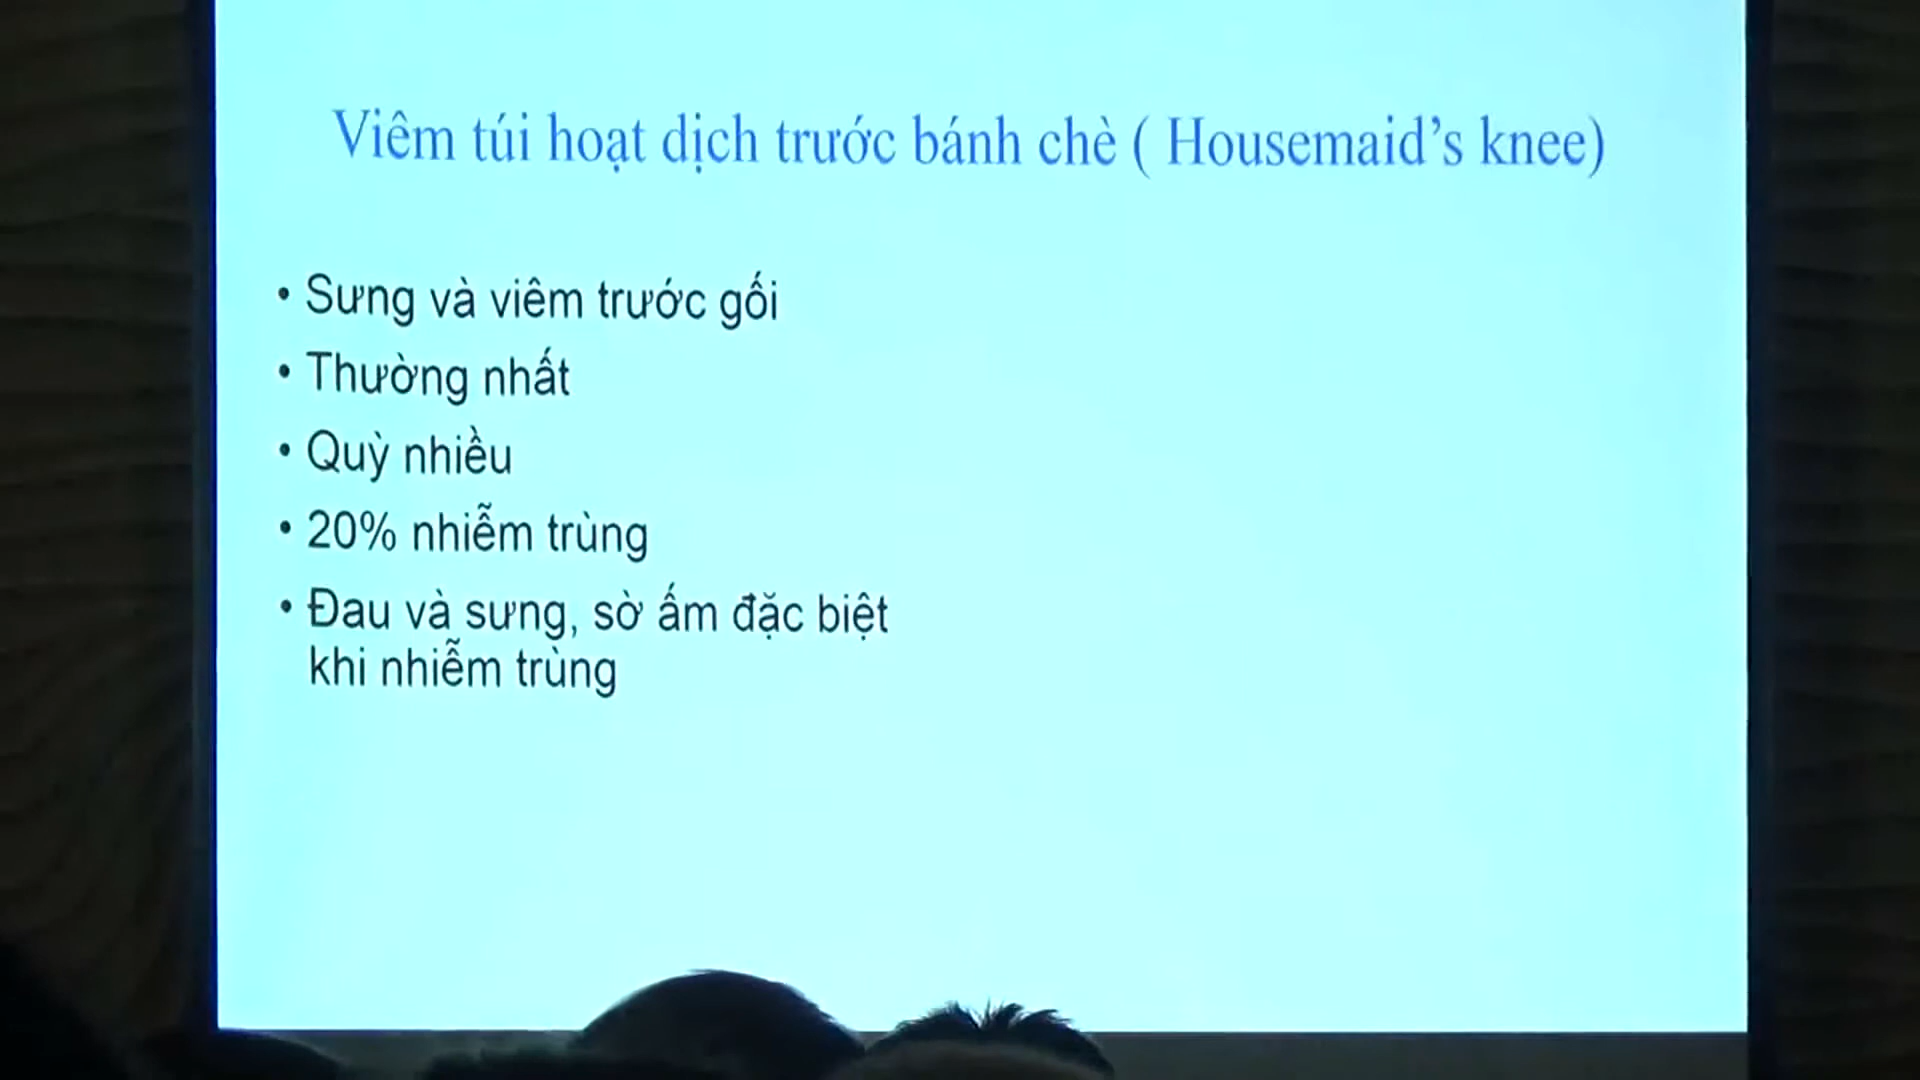 Viêm túi hoạt dịch trước bánh chè ( Housemaid’s knee)
• Sưng và viêm trước gối
• Thường nhất
• Quỳ nhiều
• 20% nhiễm trùng
• Đau và sưng, sờ ấm đặc biệt
khi nhiễm trùng